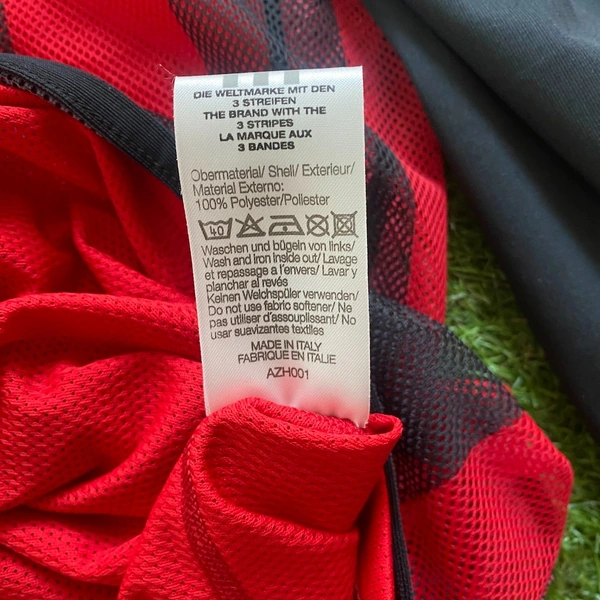 DIE WELTMARKE MIT DEN
3 STREIFEN
THE BRAND WITH THE
3 STRIPES
LA MARQUE AUX
3 BANDES
Obermaterial/ Shell/ Exterieur/
Material Externo:
100% Polyester/Poliester
40
Waschen und bügeln von links/
Wash and Iron Inside out/ Lavage
et repassage a l'envers/ Lavar y
planchar al revés
Keinen Weichspüler verwenden/
Do not use fabric softener/ Ne
pas utiliser d'assouplissant/ No
usar suavizantes textiles
MADE IN ITALY
FABRIQUE EN ITALIE
AZH001